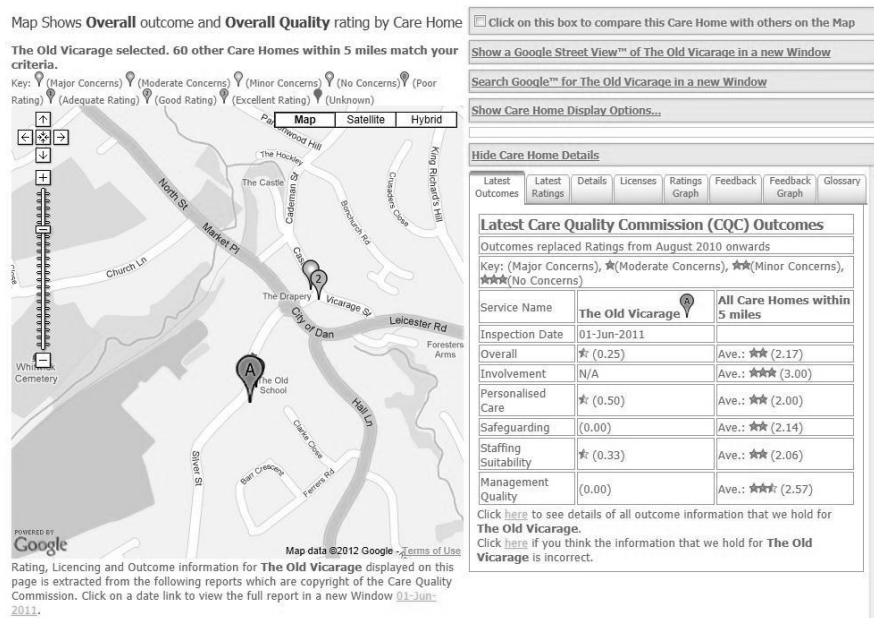 Map Shows Overall outcome and Overall Quality rating by Care Home
The Old Vicarage selected. 60 other Care Homes within 5 miles match your
criteria.
Key: (Major Concerns) (Moderate Concerns) (Minor Concerns) (No Concerns) (Poor
Rating) (Adequate Rating) (Good Rating) (Excellent Rating) (Unknown)
Map Satellite Hybrid
wood Hill
The Hockley
The Castle
Cademan St
Crusaders Close
King Richard's Hill
Bonchurch Rd
North St
Market Pl
Church Ln
2
The Drapery
Vicarage St
City of Dan
Leicester Rd
Foresters
Arms
Cemetery
A
The Old
School
Hall Ln
Clarke Close
Silver St
Barr Crescent
Ferrers Rd
POWERED BY
Google
Map data ©2012 Google - Terms of Use
Rating, Licencing and Outcome information for The Old Vicarage displayed on this
page is extracted from the following reports which are copyright of the Care Quality
Commission. Click on a date link to view the full report in a new Window 01-Jun-
2011.
Click on this box to compare this Care Home with others on the Map
Show a Google Street View™ of The Old Vicarage in a new Window
Search Google™ for The Old Vicarage in a new Window
Show Care Home Display Options...
Hide Care Home Details
Latest Outcomes Latest Ratings Details Licenses Ratings Graph Feedback Feedback Graph Glossary
Latest Care Quality Commission (CQC) Outcomes
Outcomes replaced Ratings from August 2010 onwards
Key: (Major Concerns), ★(Moderate Concerns), ★★(Minor Concerns),
★★★(No Concerns)
Service Name The Old Vicarage A All Care Homes within 5 miles
Inspection Date 01-Jun-2011
Overall (0.25) Ave.: ★★ (2.17)
Involvement N/A Ave.: ★★★ (3.00)
Personalised Care (0.50) Ave.: ★★ (2.00)
Safeguarding (0.00) Ave.: ★★ (2.14)
Staffing Suitability (0.33) Ave.: ★★ (2.06)
Management Quality (0.00) Ave.: ★★ (2.57)
Click here to see details of all outcome information that we hold for
The Old Vicarage.
Click here if you think the information that we hold for The Old
Vicarage is incorrect.